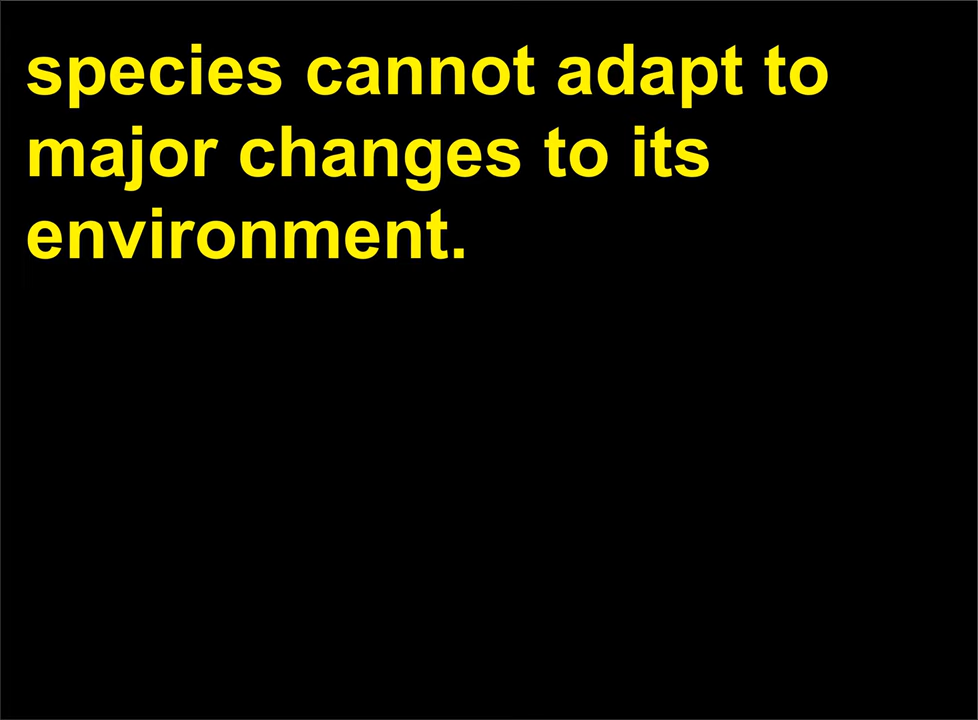 species cannot adapt to
major changes to its
environment.